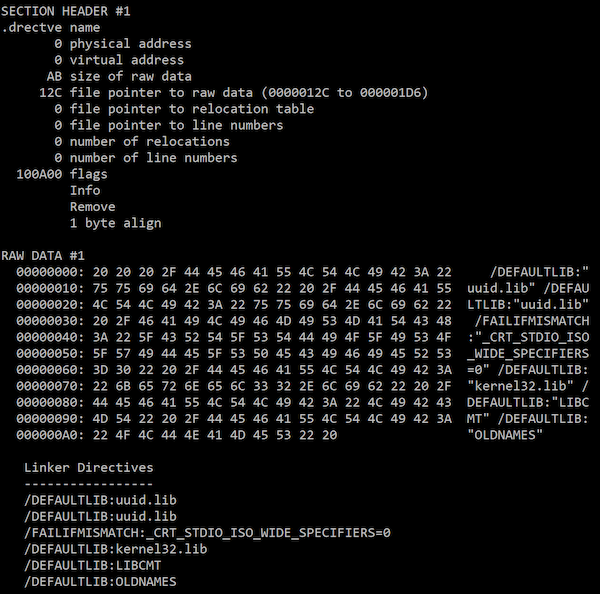 SECTION HEADER #1
.drectve name
       0 physical address
       0 virtual address
      AB size of raw data
     12C file pointer to raw data (0000012C to 000001D6)
       0 file pointer to relocation table
       0 file pointer to line numbers
       0 number of relocations
       0 number of line numbers
  100A00 flags
         Info
         Remove
         1 byte align

RAW DATA #1
  00000000: 20 20 20 2F 44 45 46 41 55 4C 54 4C 49 42 3A 22     /DEFAULTLIB:"
  00000010: 75 75 69 64 2E 6C 69 62 22 20 2F 44 45 46 41 55  uuid.lib" /DEFAU
  00000020: 4C 54 4C 49 42 3A 22 75 75 69 64 2E 6C 69 62 22  LTLIB:"uuid.lib"
  00000030: 20 2F 46 41 49 4C 49 46 4D 49 53 4D 41 54 43 48   /FAILIFMISMATCH
  00000040: 3A 22 5F 43 52 54 5F 53 54 44 49 4F 5F 49 53 4F  :"_CRT_STDIO_ISO
  00000050: 5F 57 49 44 45 5F 53 50 45 43 49 46 49 45 52 53  _WIDE_SPECIFIERS
  00000060: 3D 30 22 20 2F 44 45 46 41 55 4C 54 4C 49 42 3A  =0" /DEFAULTLIB:
  00000070: 22 6B 65 72 6E 65 6C 33 32 2E 6C 69 62 22 20 2F  "kernel32.lib" /
  00000080: 44 45 46 41 55 4C 54 4C 49 42 3A 22 4C 49 42 43  DEFAULTLIB:"LIBC
  00000090: 4D 54 22 20 2F 44 45 46 41 55 4C 54 4C 49 42 3A  MT" /DEFAULTLIB:
  000000A0: 22 4F 4C 44 4E 41 4D 45 53 22 20                 "OLDNAMES"

   Linker Directives
   -----------------
   /DEFAULTLIB:uuid.lib
   /DEFAULTLIB:uuid.lib
   /FAILIFMISMATCH:_CRT_STDIO_ISO_WIDE_SPECIFIERS=0
   /DEFAULTLIB:kernel32.lib
   /DEFAULTLIB:LIBCMT
   /DEFAULTLIB:OLDNAMES